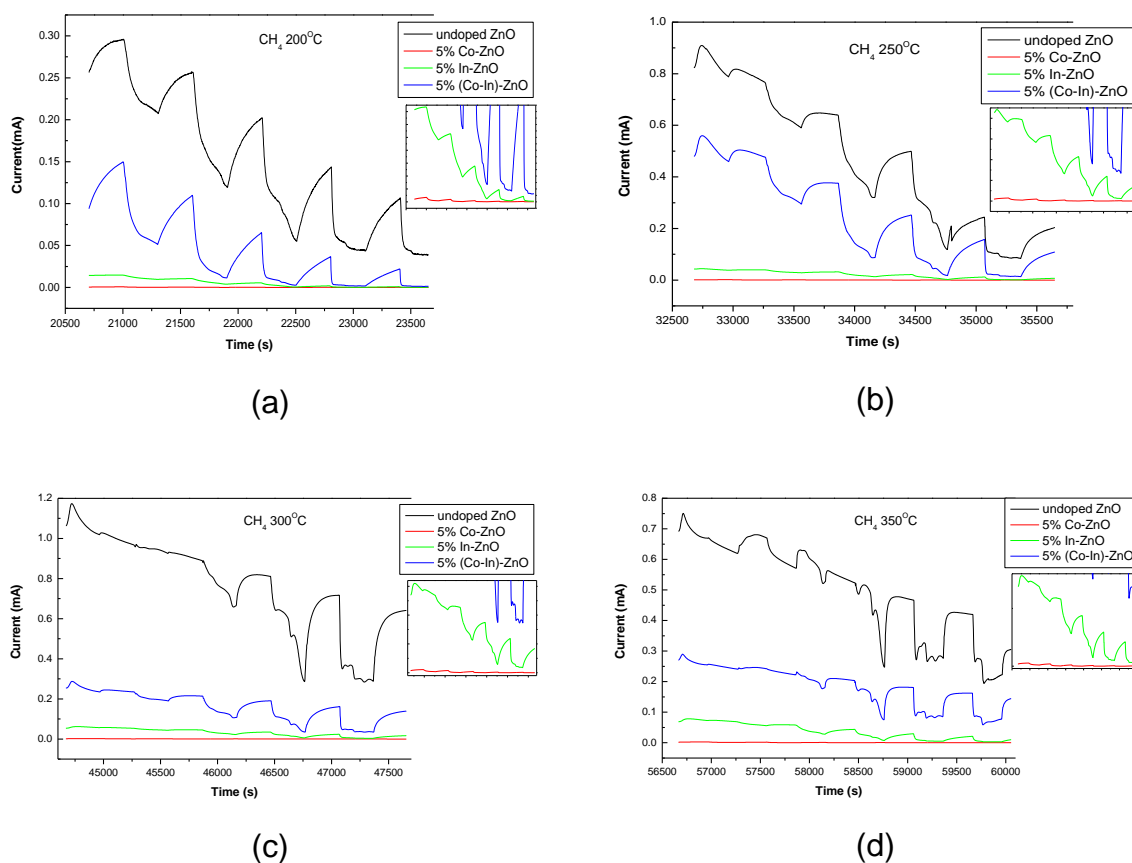 CH4 200°C
undoped ZnO
5% Co-ZnO
5% In-ZnO
5% (Co-In)-ZnO
Current(mA)
0.30
0.25
0.20
0.15
0.10
0.05
0.00
20500 21000 21500 22000 22500 23000 23500
Time (s)
(a)
CH4 250°C
undoped ZnO
5% Co-ZnO
5% In-ZnO
5% (Co-In)-ZnO
Current (mA)
1.0
0.8
0.6
0.4
0.2
0.0
32500 33000 33500 34000 34500 35000 35500
Time (s)
(b)
CH4 300°C
undoped ZnO
5% Co-ZnO
5% In-ZnO
5% (Co-In)-ZnO
Current (mA)
1.2
1.0
0.8
0.6
0.4
0.2
0.0
45000 45500 46000 46500 47000 47500
Time (s)
(c)
CH4 350°C
undoped ZnO
5% Co-ZnO
5% In-ZnO
5% (Co-In)-ZnO
Current (mA)
0.8
0.7
0.6
0.5
0.4
0.3
0.2
0.1
0.0
56500 57000 57500 58000 58500 59000 59500 60000
Time (s)
(d)